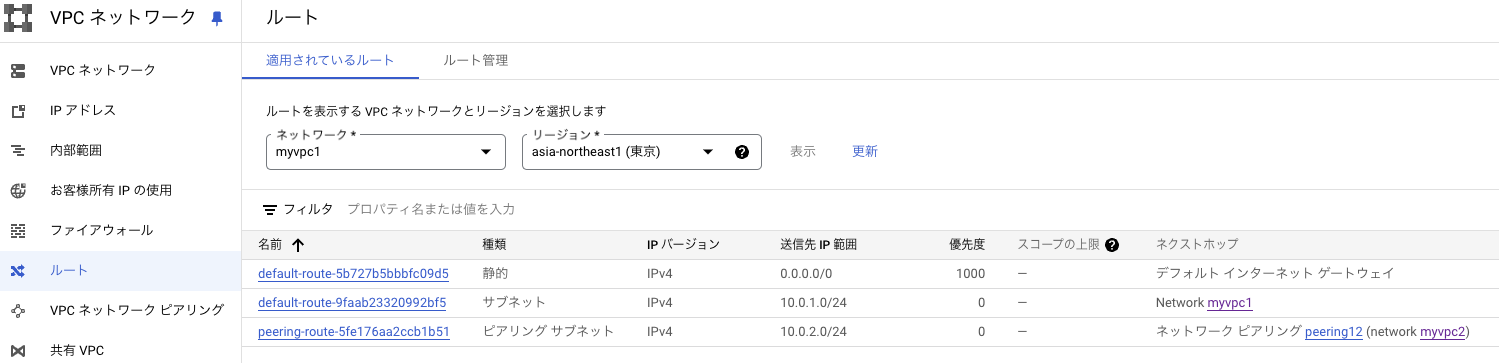 VPC ネットワーク
ルート
VPC ネットワーク
IP アドレス
内部範囲
お客様所有 IP の使用
ファイアウォール
ルート
VPC ネットワーク ピアリング
共有 VPC
適用されているルート ルート管理
ルートを表示する VPC ネットワークとリージョンを選択します
ネットワーク * リージョン *
myvpc1 asia-northeast1 (東京) ? 表示 更新
フィルタ プロパティ名または値を入力
名前 ↑ 種類 IP バージョン 送信先 IP 範囲 優先度 スコープの上限 ? ネクストホップ
default-route-5b727b5bbbfc09d5 静的 IPv4 0.0.0.0/0 1000 — デフォルト インターネット ゲートウェイ
default-route-9faab23320992bf5 サブネット IPv4 10.0.1.0/24 0 — Network myvpc1
peering-route-5fe176aa2ccb1b51 ピアリング サブネット IPv4 10.0.2.0/24 0 — ネットワーク ピアリング peering12 (network myvpc2)